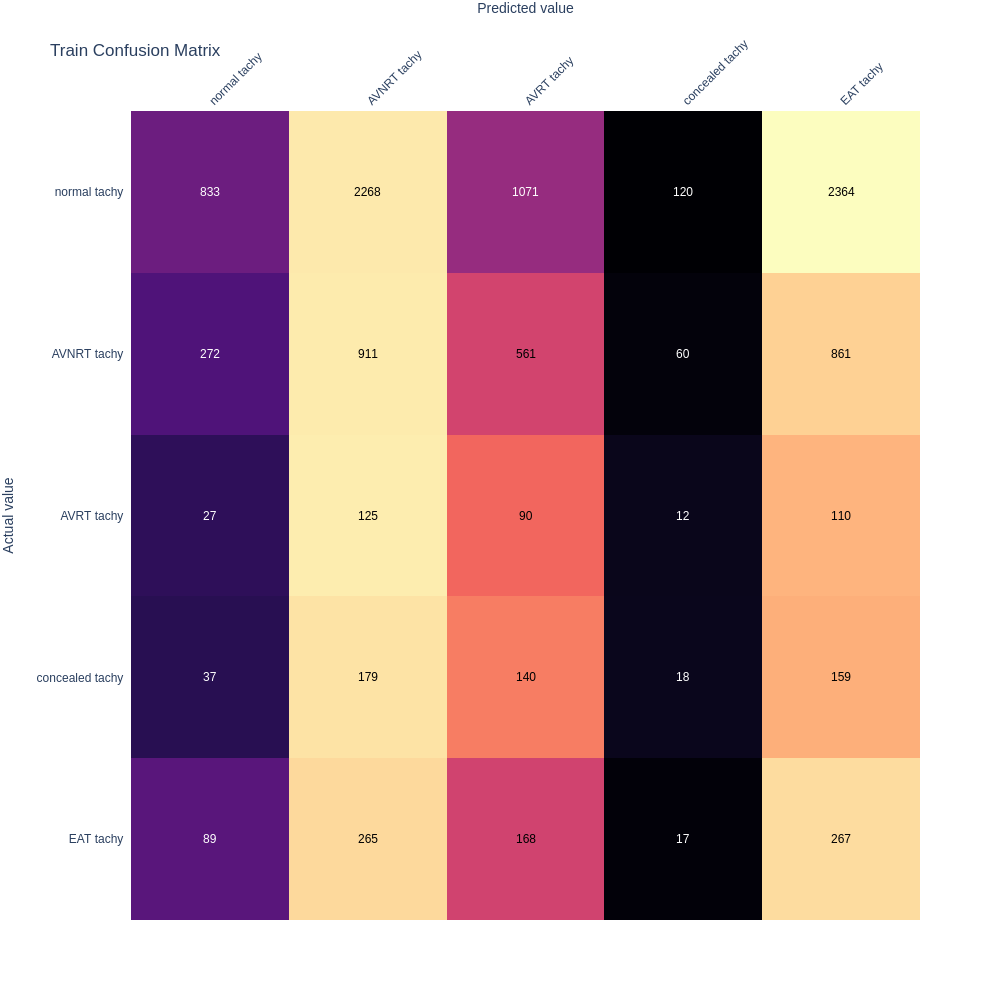 Predicted value
Train Confusion Matrix
normal tachy AVNRT tachy AVRT tachy concealed tachy EAT tachy
normal tachy 833 2268 1071 120 2364
AVNRT tachy 272 911 561 60 861
AVRT tachy 27 125 90 12 110
concealed tachy 37 179 140 18 159
EAT tachy 89 265 168 17 267
Actual value